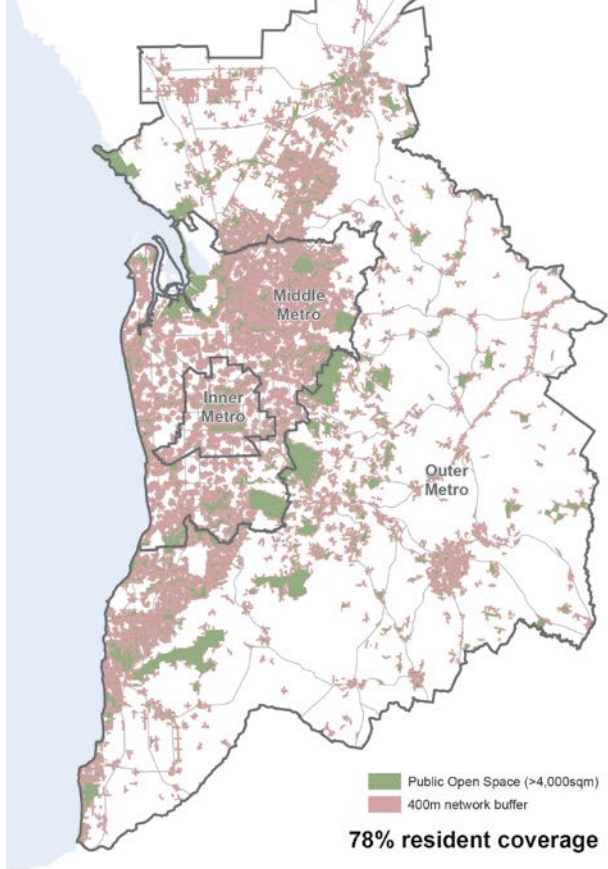 Middle
Metro
Inner
Metro
Outer
Metro
Public Open Space (>4,000sqm)
400m network buffer
78% resident coverage